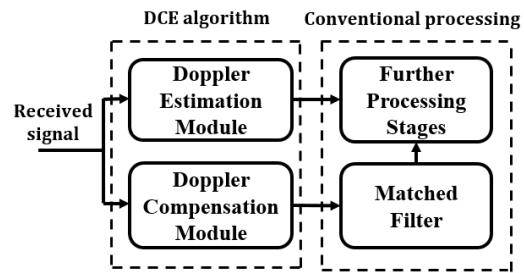 DCE algorithm
Conventional processing
Received
signal
Doppler
Estimation
Module
Further
Processing
Stages
Doppler
Compensation
Module
Matched
Filter